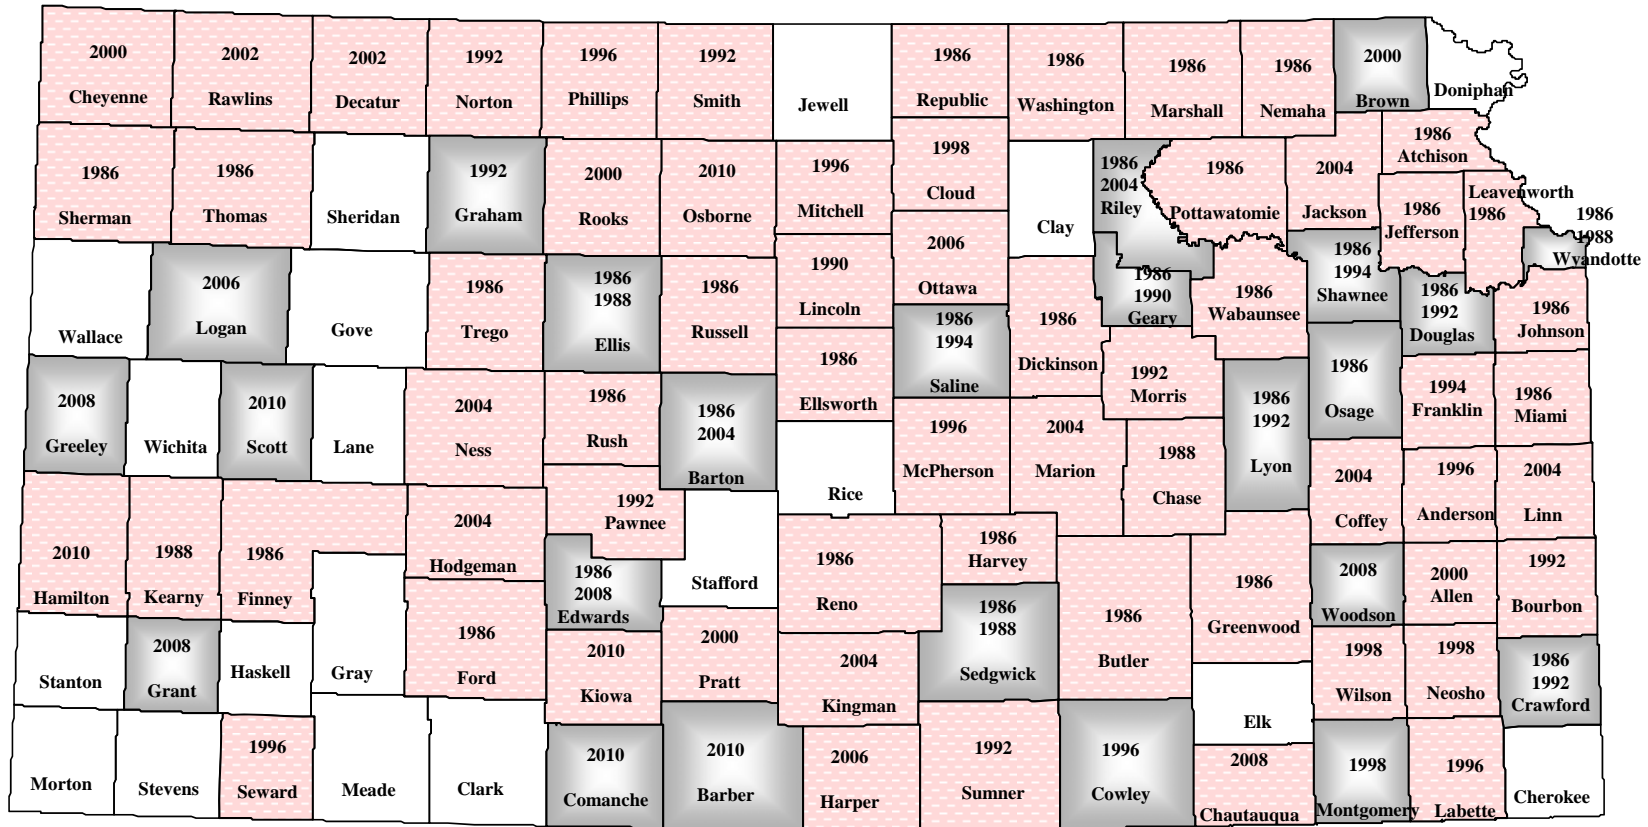 2000
Cheyenne
2002
Rawlins
2002
Decatur
1992
Norton
1996
Phillips
1992
Smith
Jewell
1986
Republic
1986
Washington
1986
Marshall
1986
Nemaha
2000
Brown
Doniphan
1986
Sherman
1986
Thomas
Sheridan
1992
Graham
2000
Rooks
2010
Osborne
1996
Mitchell
1998
Cloud
Clay
1986
2004
Riley
1986
Pottawatomie
2004
Jackson
1986
Atchison
1986
Jefferson
Leavenworth
1986
1986
1988
Wyandotte
Wallace
2006
Logan
Gove
1986
Trego
1986
1988
Ellis
1986
Russell
1990
Lincoln
2006
Ottawa
1986
1994
Saline
1986
Dickinson
1986
1990
Geary
1986
Wabaunsee
1986
1994
Shawnee
1986
1992
Douglas
1986
Johnson
2008
Greeley
Wichita
2010
Scott
Lane
2004
Ness
1986
Rush
1986
2004
Barton
1986
Ellsworth
Rice
1996
McPherson
2004
Marion
1992
Morris
1988
Chase
1986
1992
Lyon
1986
Osage
1994
Franklin
1986
Miami
2010
Hamilton
1988
Kearny
1986
Finney
2004
Hodgeman
1992
Pawnee
Stafford
1986
2008
Edwards
1986
Reno
1986
Harvey
1986
1988
Sedgwick
1986
Butler
1986
Greenwood
2004
Coffey
1996
Anderson
2004
Linn
2008
Woodson
2000
Allen
1992
Bourbon
Stanton
2008
Grant
Haskell
Gray
1986
Ford
2010
Kiowa
2000
Pratt
2004
Kingman
Elk
1998
Wilson
1998
Neosho
1986
1992
Crawford
Morton
Stevens
1996
Seward
Meade
Clark
2010
Comanche
2010
Barber
2006
Harper
1992
Sumner
1996
Cowley
2008
Chautauqua
1998
Montgomery
1996
Labette
Cherokee